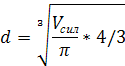 d = ∛(V_сил/π * 4/3)